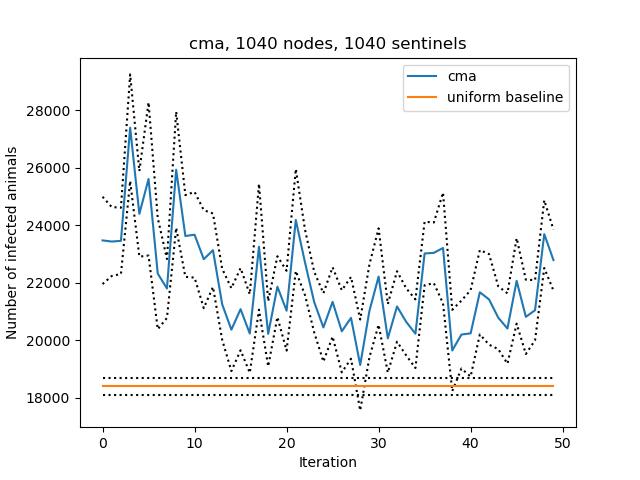 cma, 1040 nodes, 1040 sentinels
cma
uniform baseline
Number of infected animals
28000
26000
24000
22000
20000
18000
0 10 20 30 40 50
Iteration